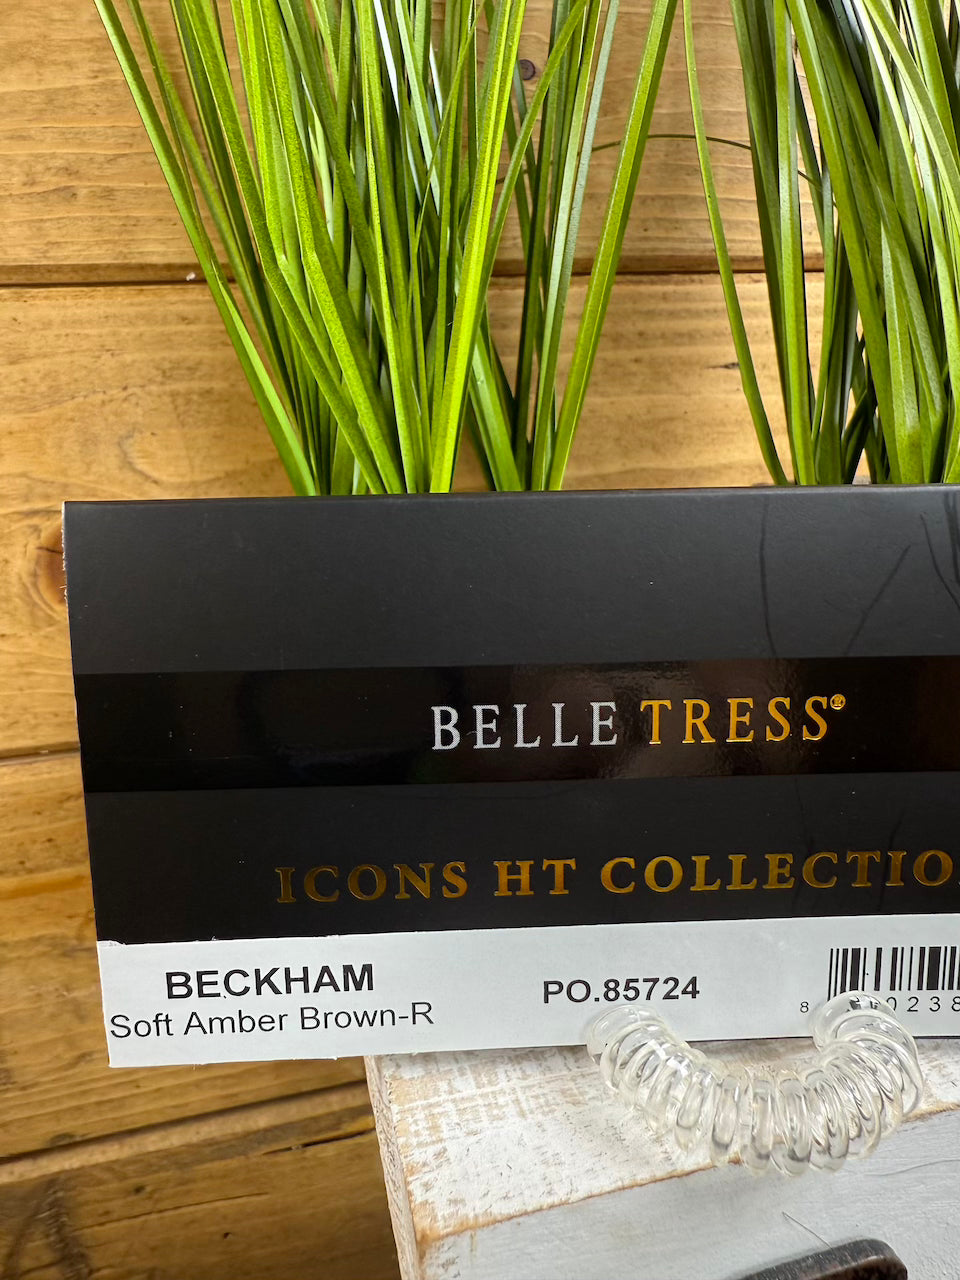 BELLE TRESS®
ICONS HT COLLECTIO
BECKHAM
Soft Amber Brown-R
PO.85724